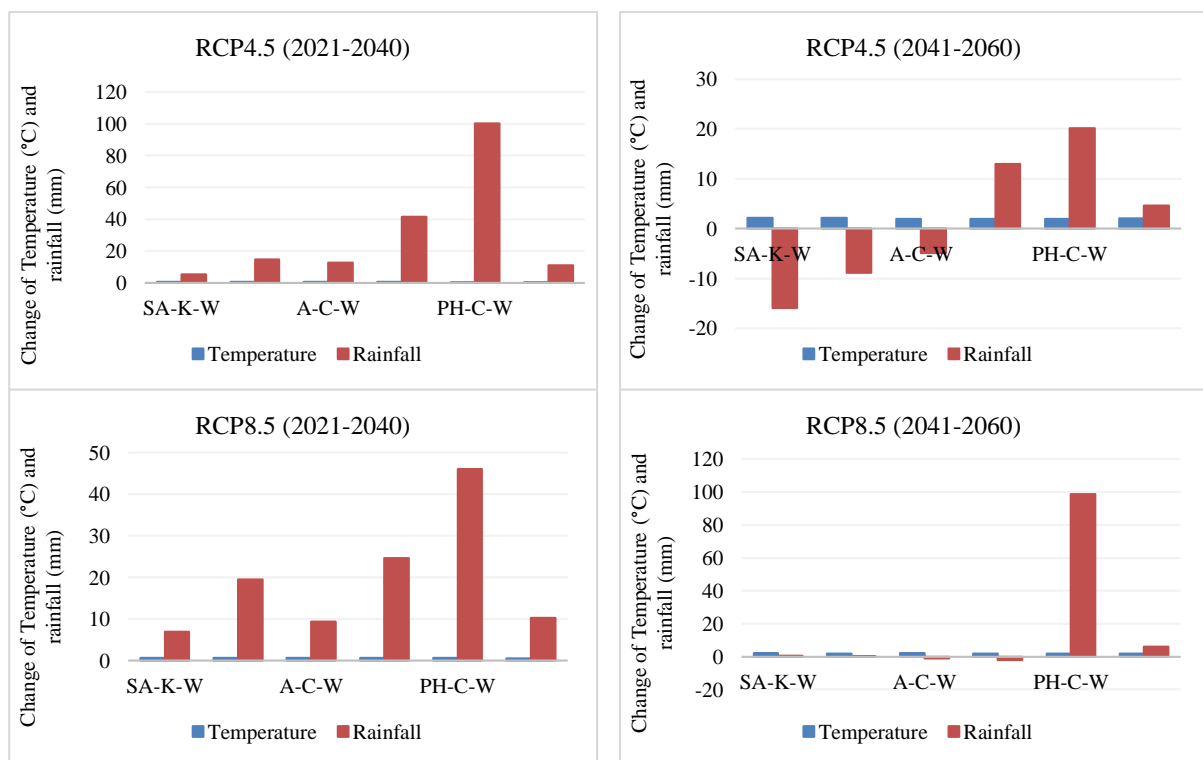 RCP4.5 (2021-2040)
Change of Temperature (°C) and
rainfall (mm)
120
100
80
60
40
20
0
SA-K-W A-C-W PH-C-W
Temperature Rainfall
RCP4.5 (2041-2060)
Change of Temperature (°C) and
rainfall (mm)
30
20
10
0
-10
-20
SA-K-W A-C-W PH-C-W
Temperature Rainfall
RCP8.5 (2021-2040)
Change of Temperature (°C) and
rainfall (mm)
50
40
30
20
10
0
SA-K-W A-C-W PH-C-W
Temperature Rainfall
RCP8.5 (2041-2060)
Change of Temperature (°C) and
rainfall (mm)
120
100
80
60
40
20
0
-20
SA-K-W A-C-W PH-C-W
Temperature Rainfall